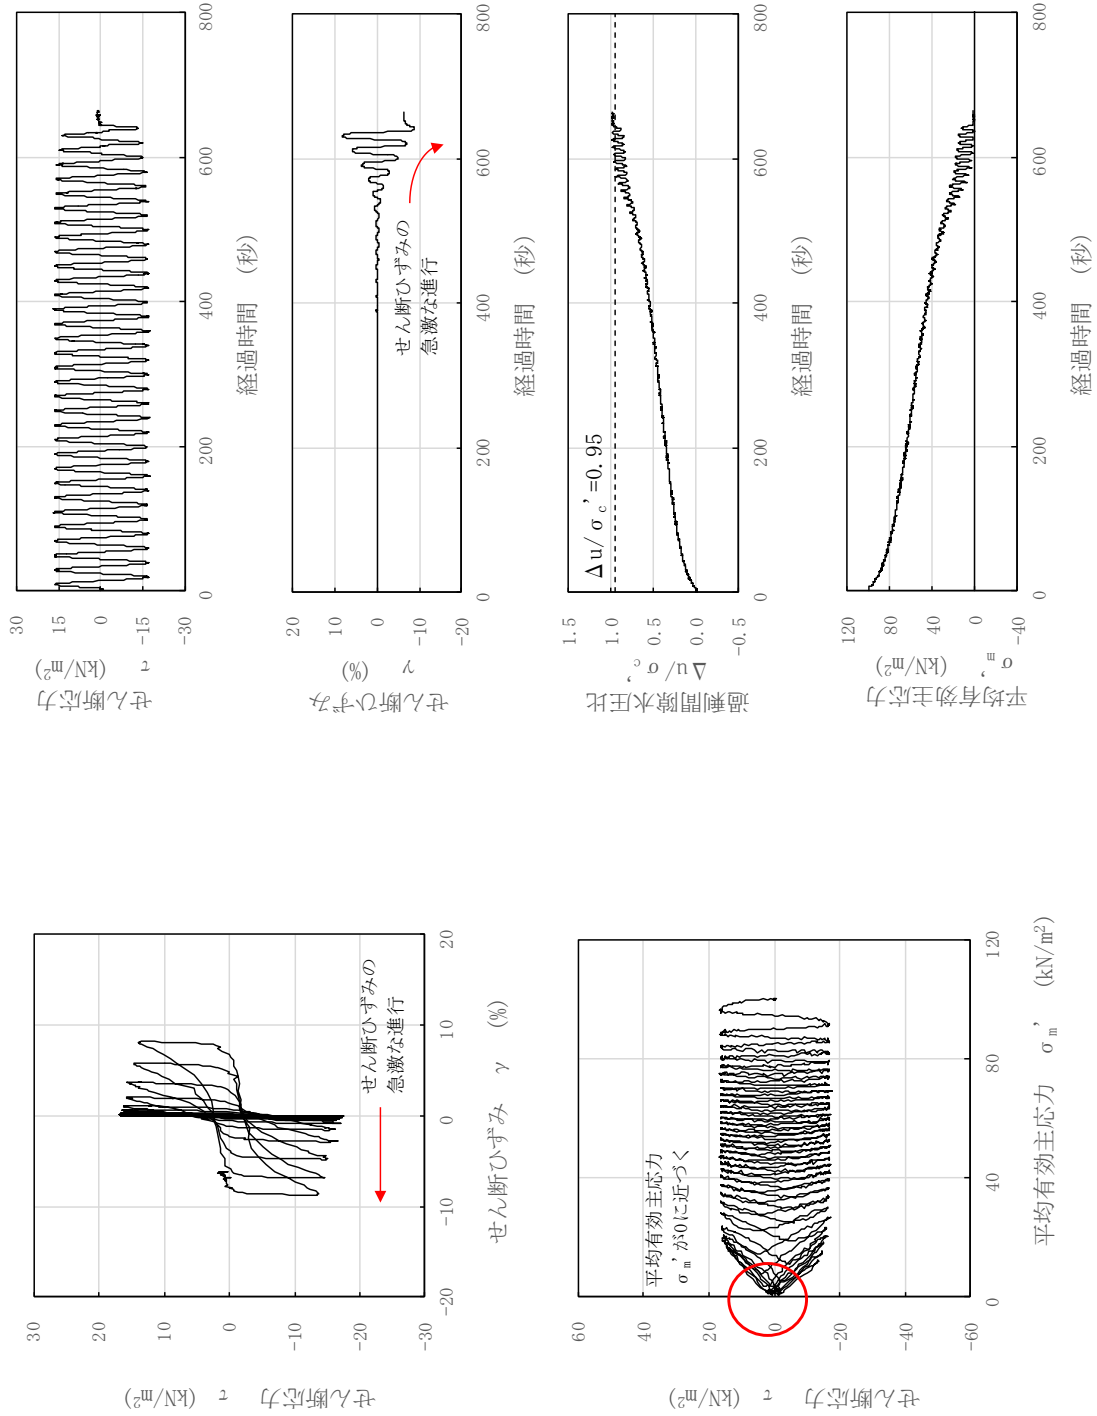 せん断応力 τ (kN/m²)
30
20
10
0
-10
-20
-30
-20
-10
0
10
20
せん断ひずみ γ (%)
せん断ひずみの
急激な進行
せん断応力 τ (kN/m²)
60
40
20
0
-20
-40
-60
0
40
80
120
平均有効主応力 σm' (kN/m²)
平均有効主応力
σm'が0に近づく
せん断応力
τ (kN/m²)
30
15
0
-15
-30
0
200
400
600
800
経過時間 (秒)
せん断ひずみ
γ (%)
20
10
0
-10
-20
0
200
400
600
800
経過時間 (秒)
せん断ひずみの
急激な進行
過剰間隙水圧比
Δu/σc'
1.5
1.0
0.5
0.0
-0.5
0
200
400
600
800
経過時間 (秒)
Δu/σc'=0.95
平均有効主応力
σm' (kN/m²)
120
80
40
0
-40
0
200
400
600
800
経過時間 (秒)